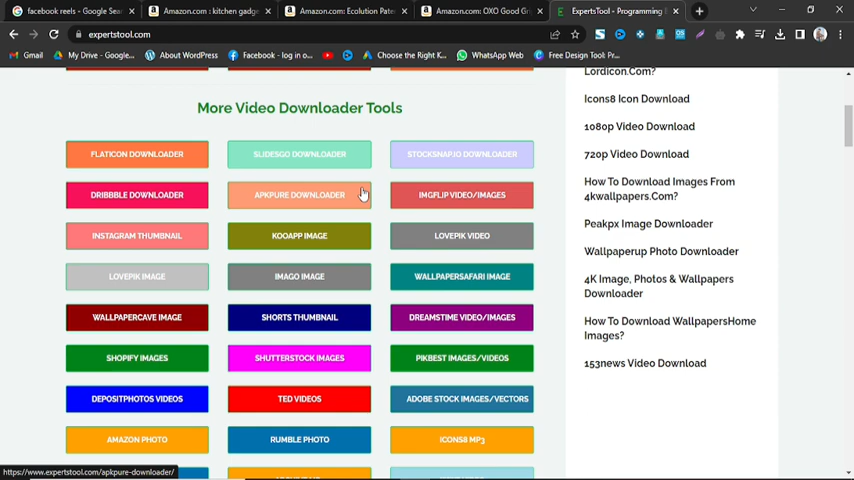 facebook reels - Google Sea
Amazon.com : kitchen gadge
Amazon.com: Ecolution Pate
Amazon.com: OXO Good Gr
ExpertsTool - Programming
expertstool.com
Gmail
My Drive - Google...
About WordPress
Facebook - log in o...
Choose the Right K...
WhatsApp Web
Free Design Tool: Pr...
More Video Downloader Tools
FLATICON DOWNLOADER
SLIDESGO DOWNLOADER
STOCKSNAP.IO DOWNLOADER
DRIBBBLE DOWNLOADER
APKPURE DOWNLOADER
IMGFLIP VIDEO/IMAGES
INSTAGRAM THUMBNAIL
KOOAPP IMAGE
LOVEPIK VIDEO
LOVEPIK IMAGE
IMAGO IMAGE
WALLPAPERSAFARI IMAGE
WALLPAPERCAVE IMAGE
SHORTS THUMBNAIL
DREAMSTIME VIDEO/IMAGES
SHOPIFY IMAGES
SHUTTERSTOCK IMAGES
PIKBEST IMAGES/VIDEOS
DEPOSITPHOTOS VIDEOS
TED VIDEOS
ADOBE STOCK IMAGES/VECTORS
AMAZON PHOTO
RUMBLE PHOTO
ICONS8 MP3
Lordicon.Com?
Icons8 Icon Download
1080p Video Download
720p Video Download
How To Download Images From
4kwallpapers.Com?
Peakpx Image Downloader
Wallpaperup Photo Downloader
4K Image, Photos & Wallpapers
Downloader
How To Download WallpapersHome
Images?
153news Video Download
https://www.expertstool.com/apkpure-downloader/